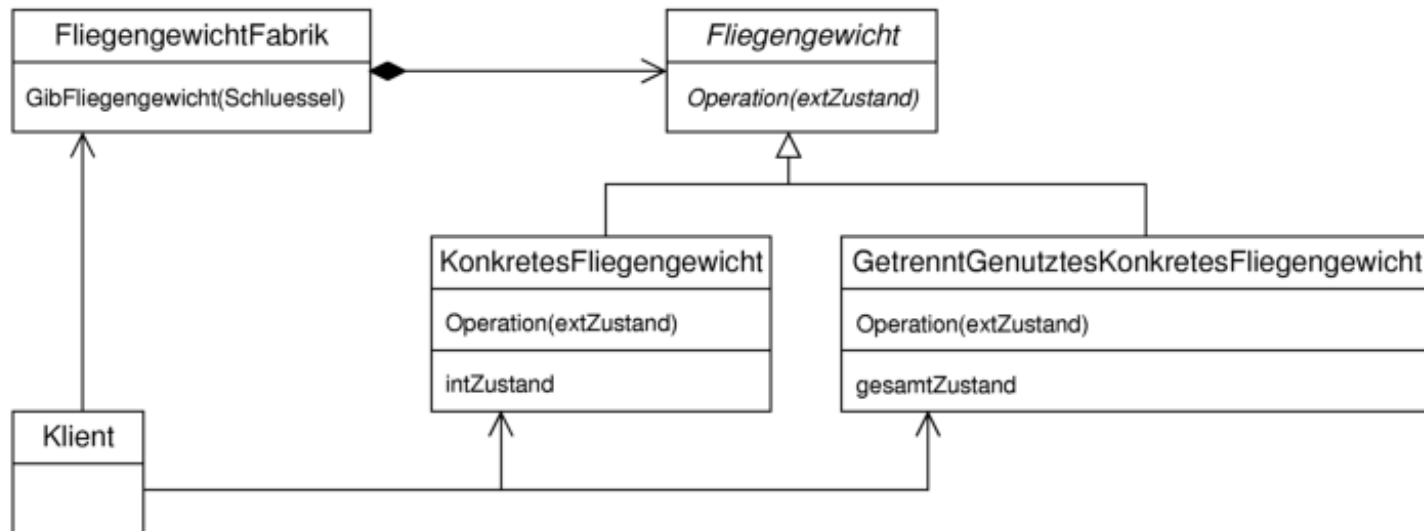 FliegengewichtFabrik
GibFliegengewicht(Schluessel)
Fliegengewicht
Operation(extZustand)
KonkretesFliegengewicht
Operation(extZustand)
intZustand
GetrenntGenutztesKonkretesFliegengewicht
Operation(extZustand)
gesamtZustand
Klient